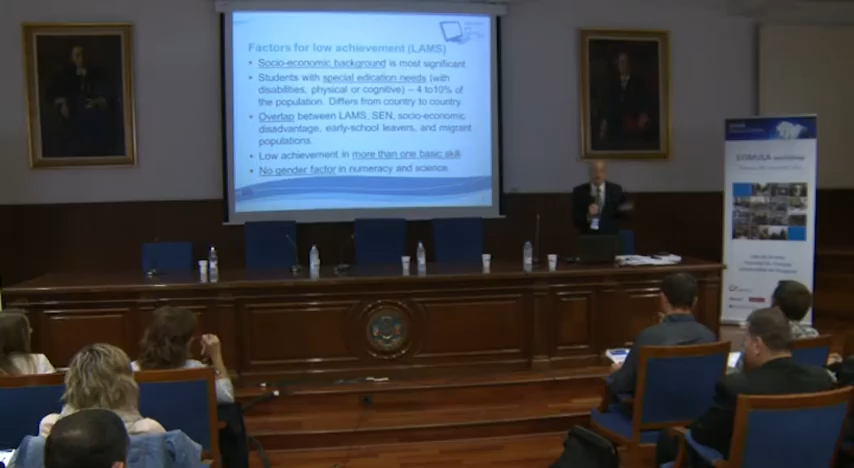 Factors for low achievement (LAMS)
• Socio-economic background is most significant
• Students with special edication needs (with
disabilities, physical or cognitive) – 4 to10% of
the population. Differs from country to country.
• Overlap between LAMS, SEN, socio-economic
disadvantage, early-school leavers, and migrant
populations.
• Low achievement in more than one basic skill.
• No gender factor in numeracy and science.